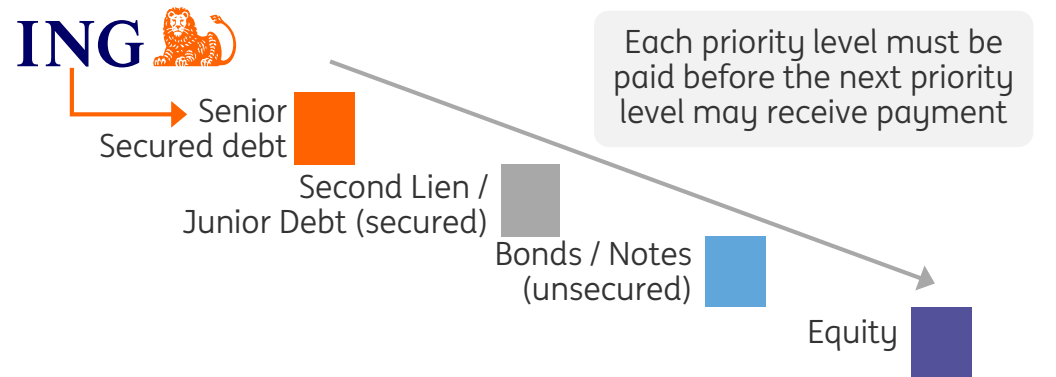 ING
Each priority level must be
paid before the next priority
level may receive payment
Senior
Secured debt
Second Lien /
Junior Debt (secured)
Bonds / Notes
(unsecured)
Equity